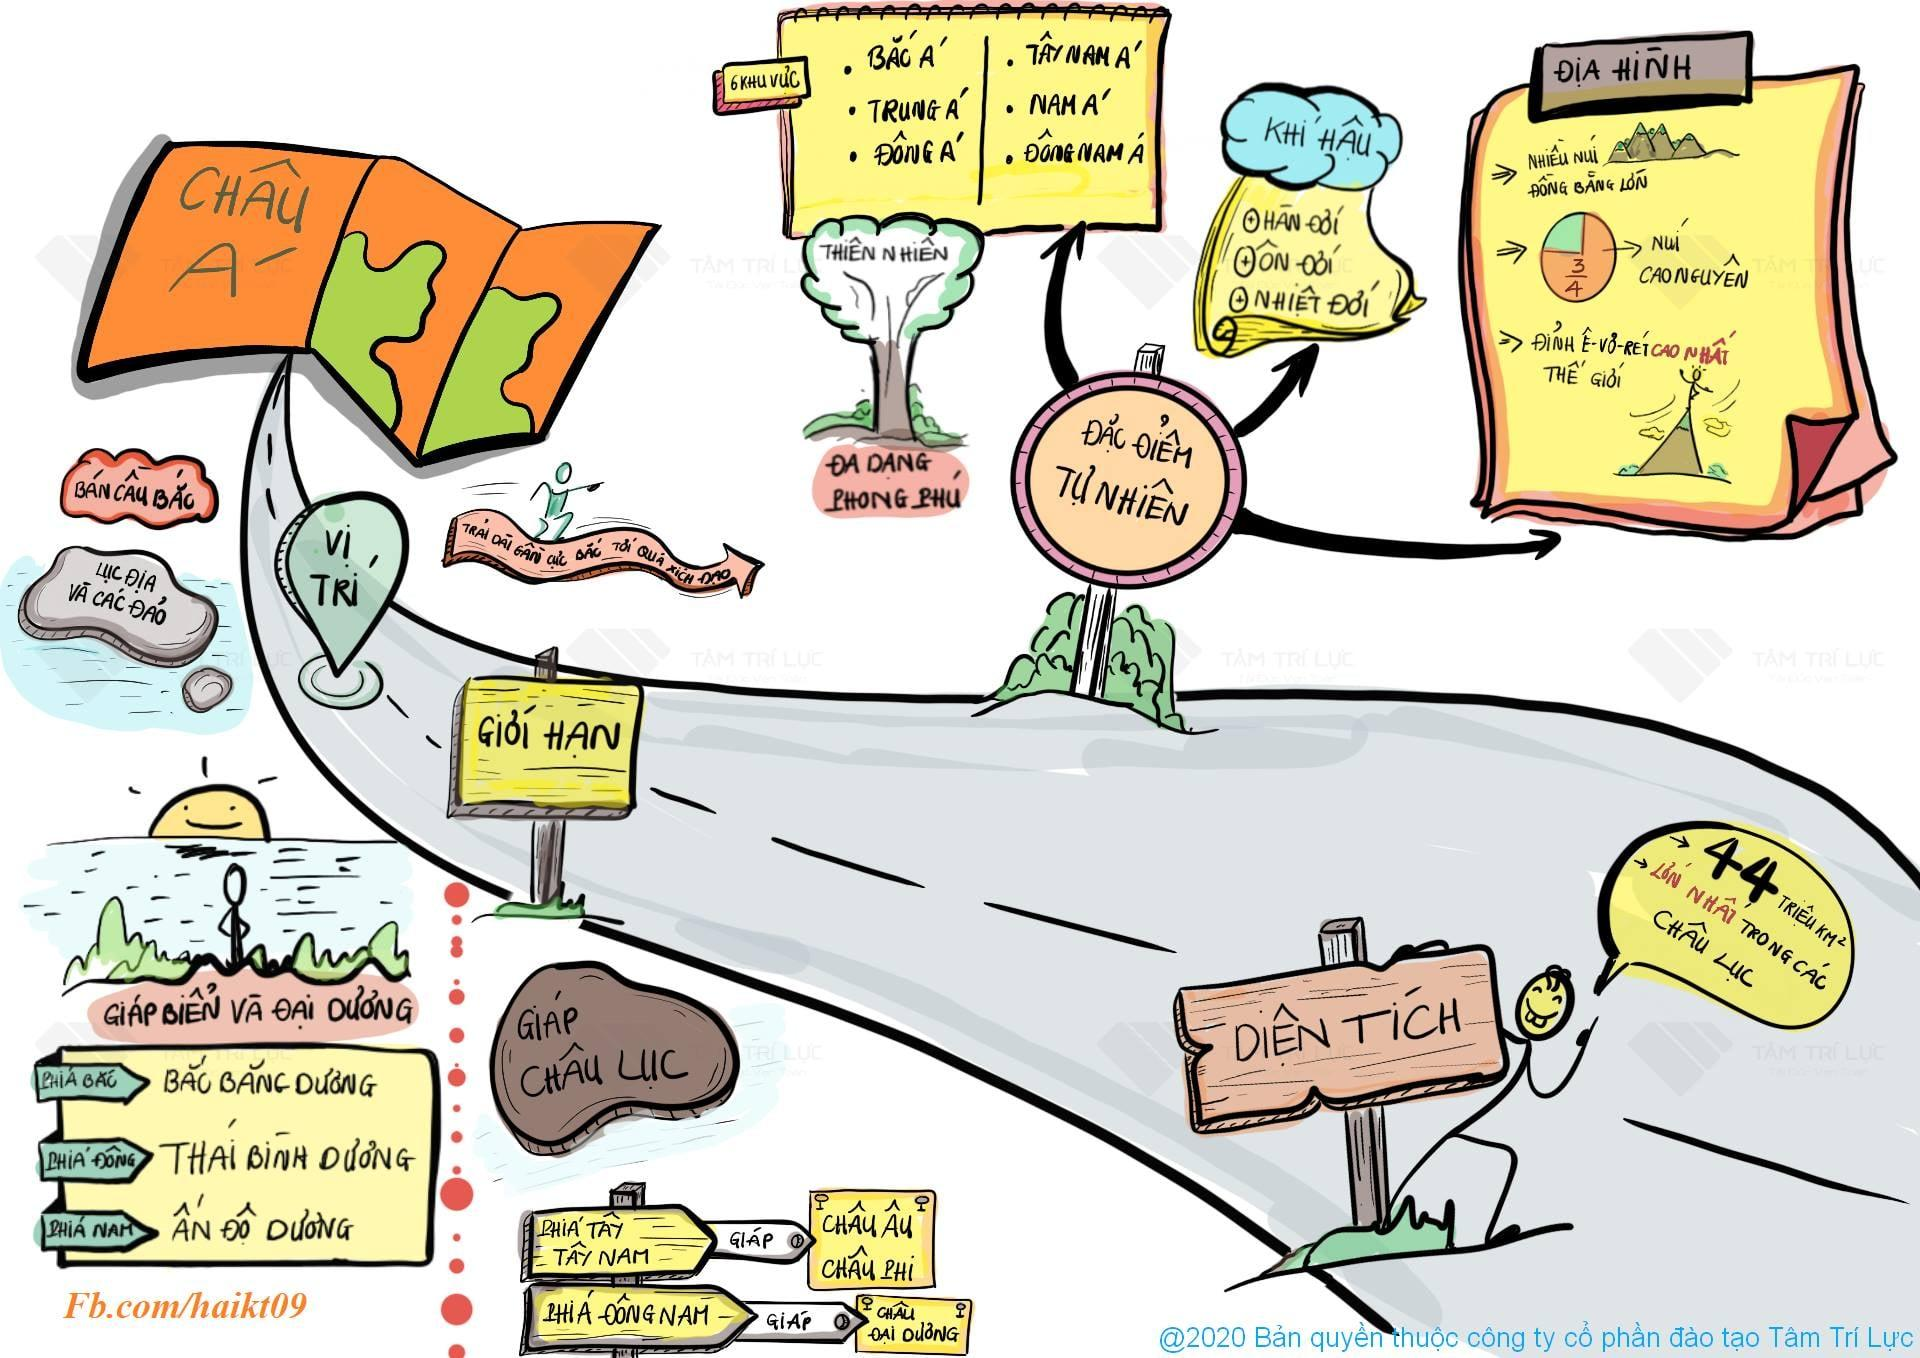 CHÂU
Á
6 KHU VỰC
• BẮC Á
• TRUNG Á
• ĐÔNG Á
• TÂY NAM Á
• NAM Á
• ĐÔNG NAM Á
THIÊN NHIÊN
ĐA DẠNG
PHONG PHÚ
KHÍ HẬU
HÀN ĐỚI
ÔN ĐỚI
NHIỆT ĐỚI
ĐỊA HÌNH
NHIỀU NÚI
ĐỒNG BẰNG LỚN
3/4
NÚI
CAO NGUYÊN
ĐỈNH Ê-VƠ-RÉT CAO NHẤT
THẾ GIỚI
ĐẶC ĐIỂM
TỰ NHIÊN
BÁN CẦU BẮC
LỤC ĐỊA
VÀ CÁC ĐẢO
VỊ
TRÍ
TRẢI DÀI GẦN CỰC BẮC TỚI QUÁ XÍCH ĐẠO
GIỚI HẠN
GIÁP BIỂN VÀ ĐẠI DƯƠNG
PHÍA BẮC
BẮC BĂNG DƯƠNG
PHÍA ĐÔNG
THÁI BÌNH DƯƠNG
PHÍA NAM
ẤN ĐỘ DƯƠNG
GIÁP
CHÂU LỤC
PHÍA TÂY
TÂY NAM
GIÁP
CHÂU ÂU
CHÂU PHI
PHÍA ĐÔNG NAM
GIÁP
CHÂU
ĐẠI DƯƠNG
DIỆN TÍCH
44 TRIỆU KM²
LỚN NHẤT TRONG CÁC
CHÂU LỤC
Fb.com/haikt09
@2020 Bản quyền thuộc công ty cổ phần đào tạo Tâm Trí Lực
TÂM TRÍ LỰC